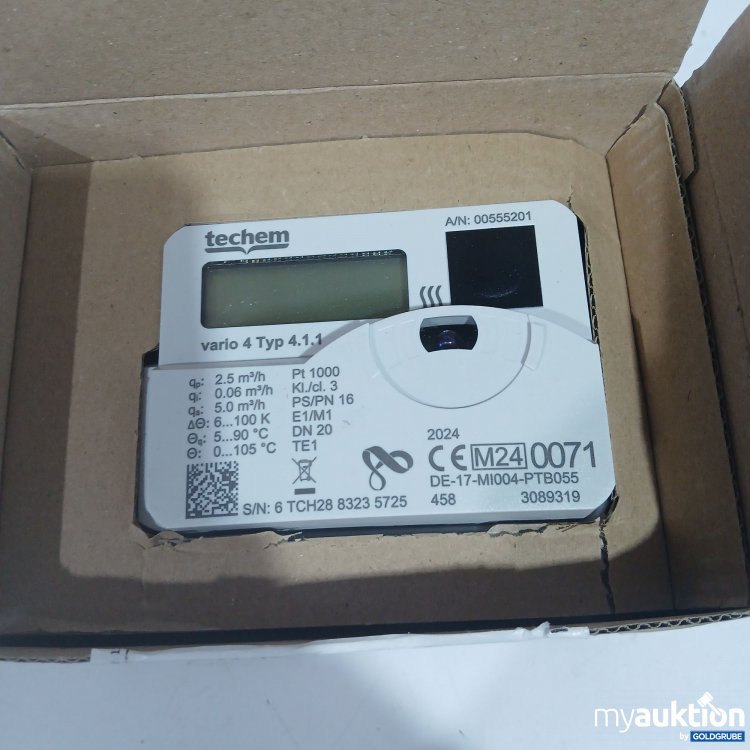 techem
A/N: 00555201
vario 4 Typ 4.1.1
qp: 2.5 m³/h
qi: 0.06 m³/h
qs: 5.0 m³/h
ΔΘ: 6...100 K
Θq: 5...90 °C
Θ: 0...105 °C
Pt 1000
Kl./cl. 3
PS/PN 16
E1/M1
DN 20
TE1
2024
CE M24 0071
DE-17-MI004-PTB055
S/N: 6 TCH28 8323 5725
458 3089319
myauktion
by GOLDGRUBE